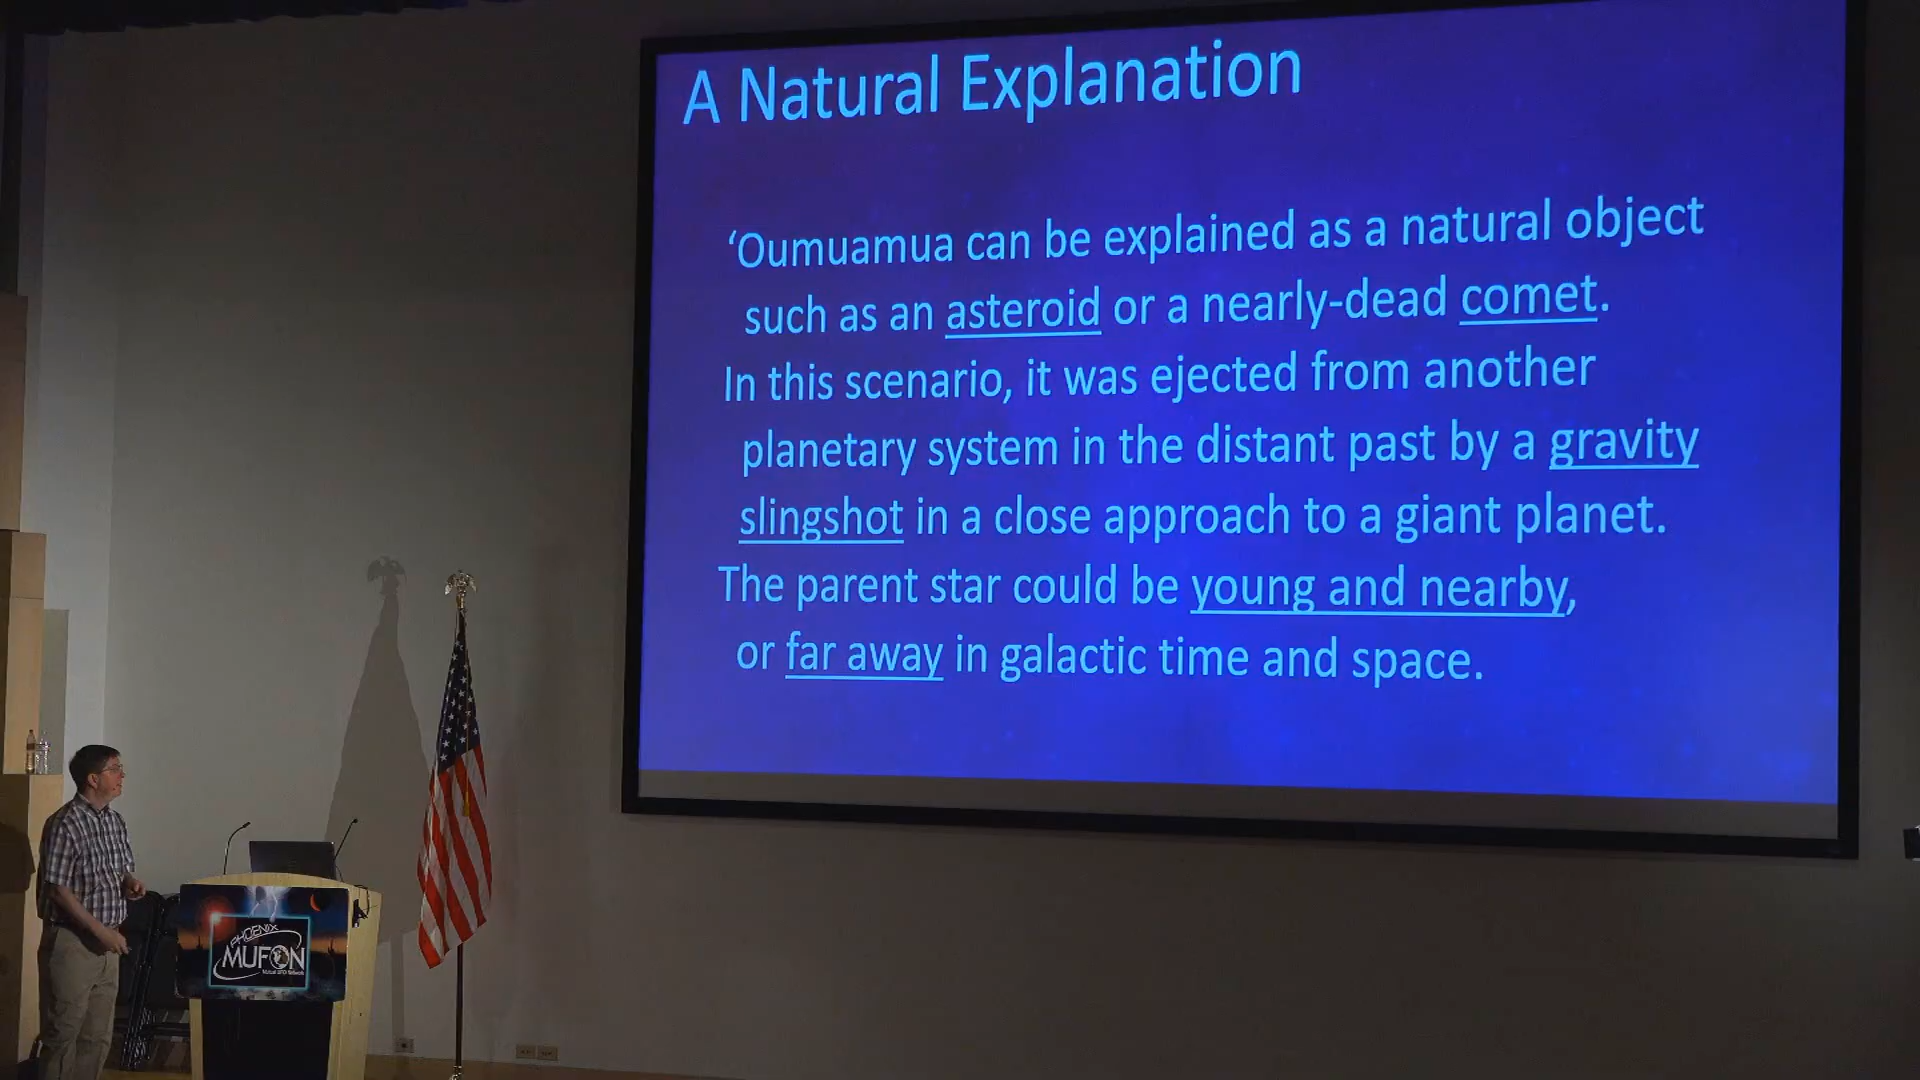 A Natural Explanation
‘Oumuamua can be explained as a natural object
such as an asteroid or a nearly-dead comet.
In this scenario, it was ejected from another
planetary system in the distant past by a gravity
slingshot in a close approach to a giant planet.
The parent star could be young and nearby,
or far away in galactic time and space.
PHOENIX
MUFON
Mutual UFO Network